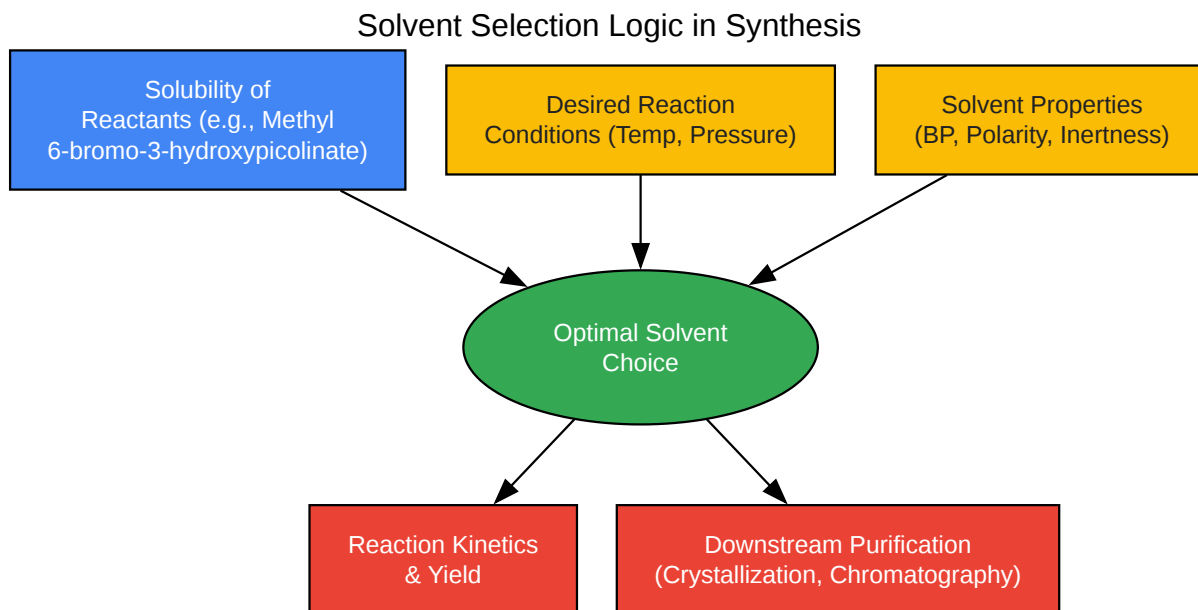 Solvent Selection Logic in Synthesis
Solubility of
Reactants (e.g., Methyl
6-bromo-3-hydroxypicolinate)
Desired Reaction
Conditions (Temp, Pressure)
Solvent Properties
(BP, Polarity, Inertness)
Optimal Solvent
Choice
Reaction Kinetics
& Yield
Downstream Purification
(Crystallization, Chromatography)